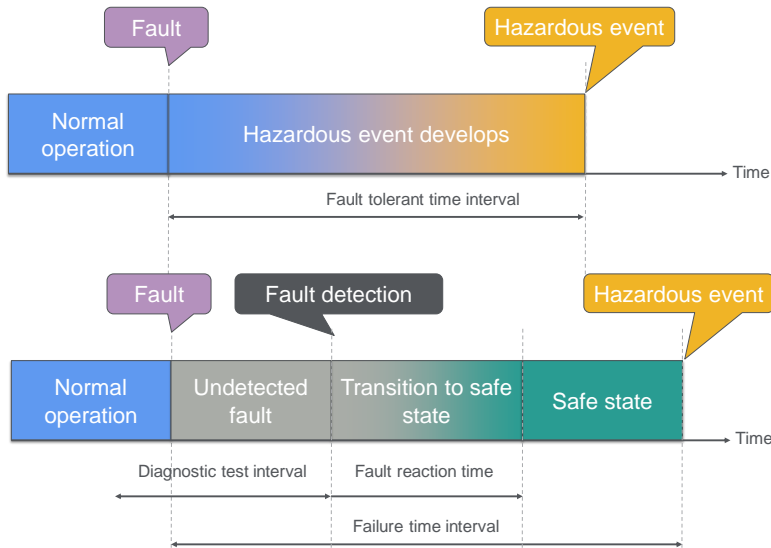 Fault
Hazardous event
Normal
operation
Hazardous event develops
Time
Fault tolerant time interval
Fault
Fault detection
Hazardous event
Normal
operation
Undetected
fault
Transition to safe
state
Safe state
Time
Diagnostic test interval
Fault reaction time
Failure time interval